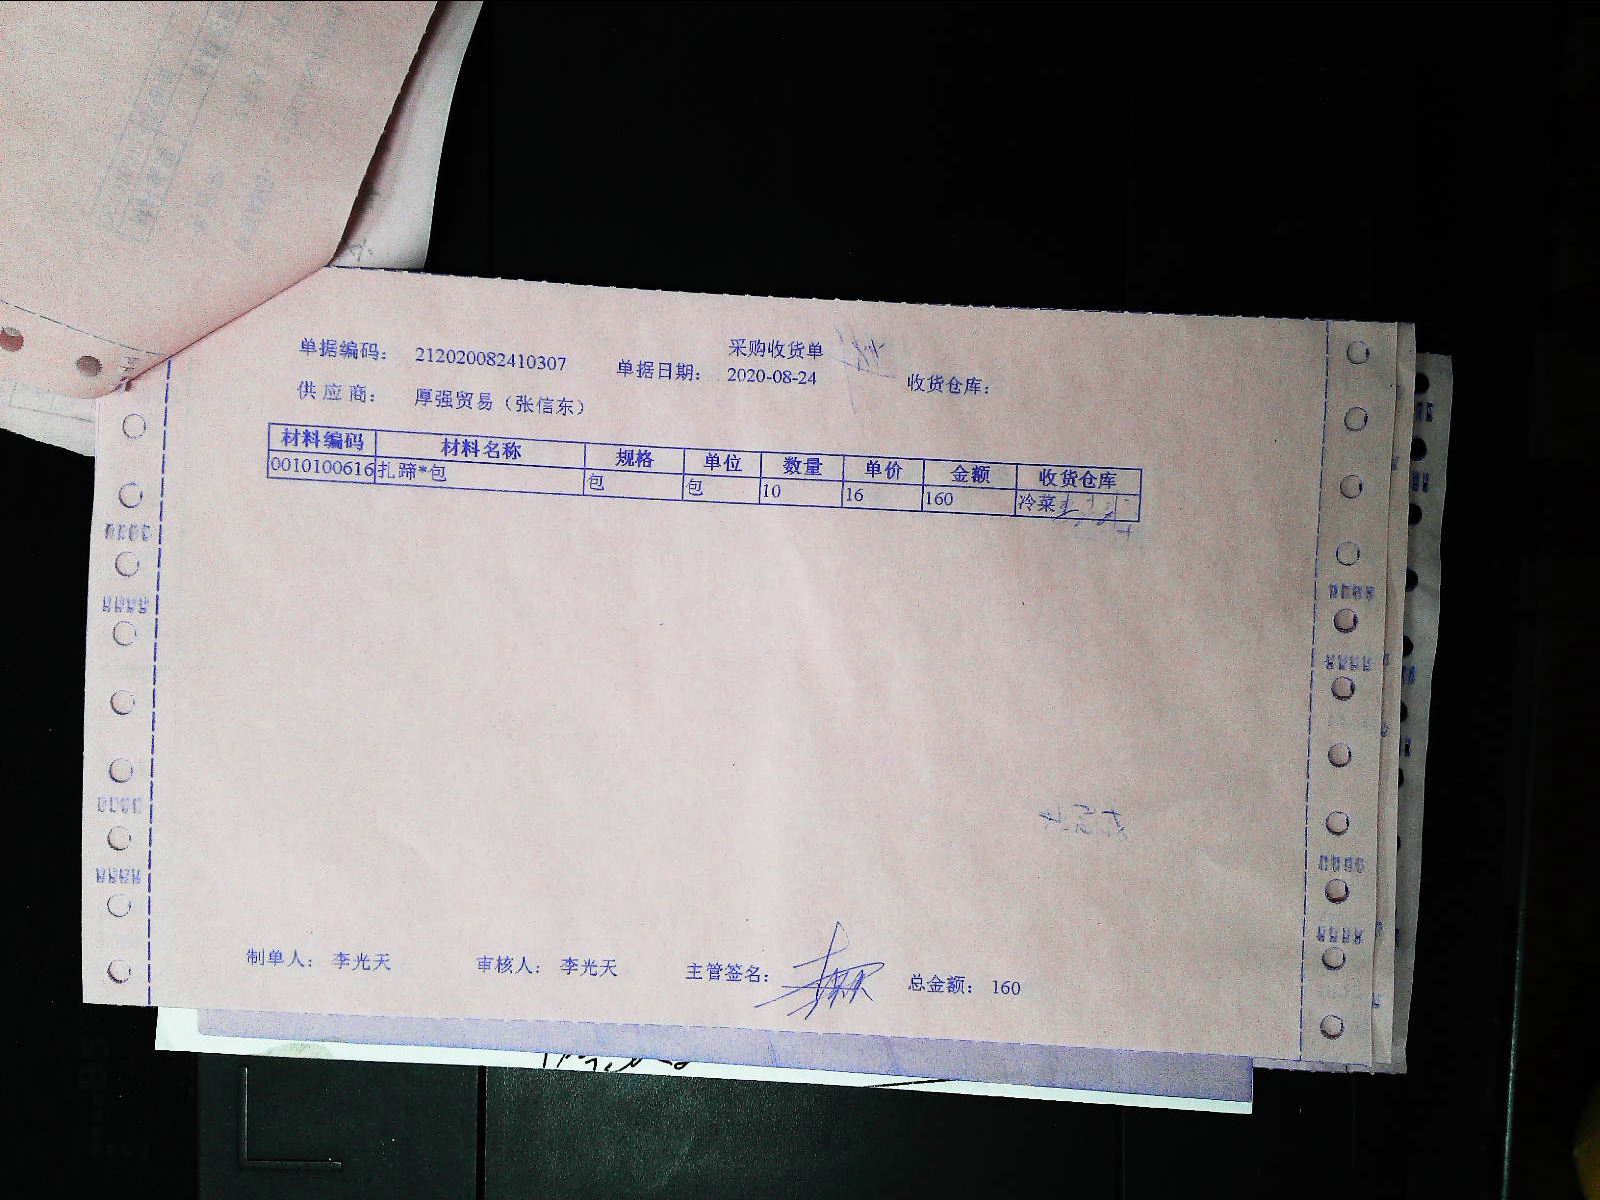 采购收货单
单据编码： 212020082410307 单据日期： 2020-08-24 收货仓库：
供 应 商： 厚强贸易（张信东）
材料编码 材料名称 规格 单位 数量 单价 金额 收货仓库
0010100616 扎蹄*包 包 包 10 16 160 冷菜
制单人： 李光天 审核人： 李光天 主管签名： 总金额： 160